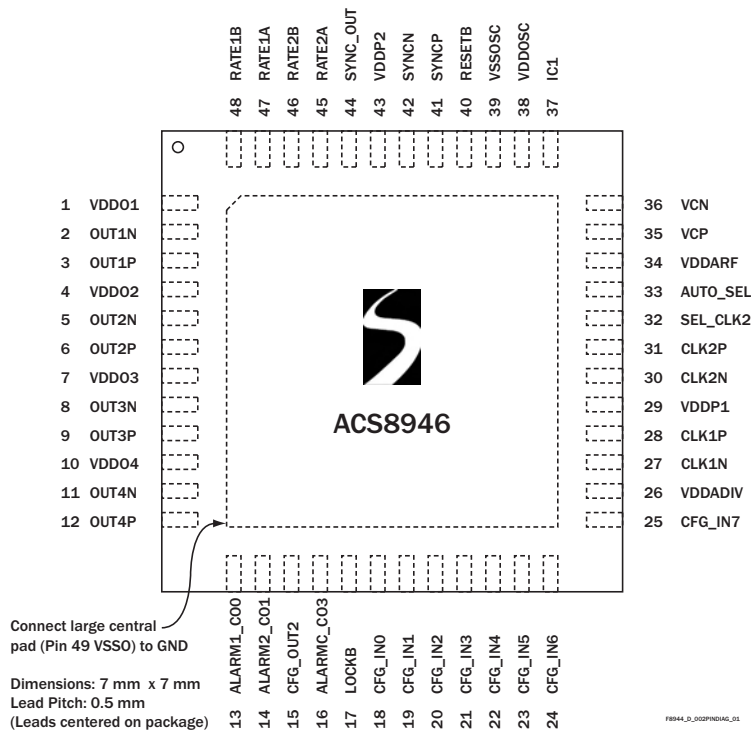 48 RATE1B
47 RATE1A
46 RATE2B
45 RATE2A
44 SYNC_OUT
43 VDDP2
42 SYNCN
41 SYNCP
40 RESETB
39 VSSOSC
38 VDDOSC
37 IC1
1 VDDO1
2 OUT1N
3 OUT1P
4 VDDO2
5 OUT2N
6 OUT2P
7 VDDO3
8 OUT3N
9 OUT3P
10 VDDO4
11 OUT4N
12 OUT4P
36 VCN
35 VCP
34 VDDARF
33 AUTO_SEL
32 SEL_CLK2
31 CLK2P
30 CLK2N
29 VDDP1
28 CLK1P
27 CLK1N
26 VDDADIV
25 CFG_IN7
ACS8946
13 ALARM1_CO0
14 ALARM2_CO1
15 CFG_OUT2
16 ALARMC_CO3
17 LOCKB
18 CFG_IN0
19 CFG_IN1
20 CFG_IN2
21 CFG_IN3
22 CFG_IN4
23 CFG_IN5
24 CFG_IN6
Connect large central
pad (Pin 49 VSSO) to GND
Dimensions: 7 mm x 7 mm
Lead Pitch: 0.5 mm
(Leads centered on package)
F8944_D_002PINDIAG_01